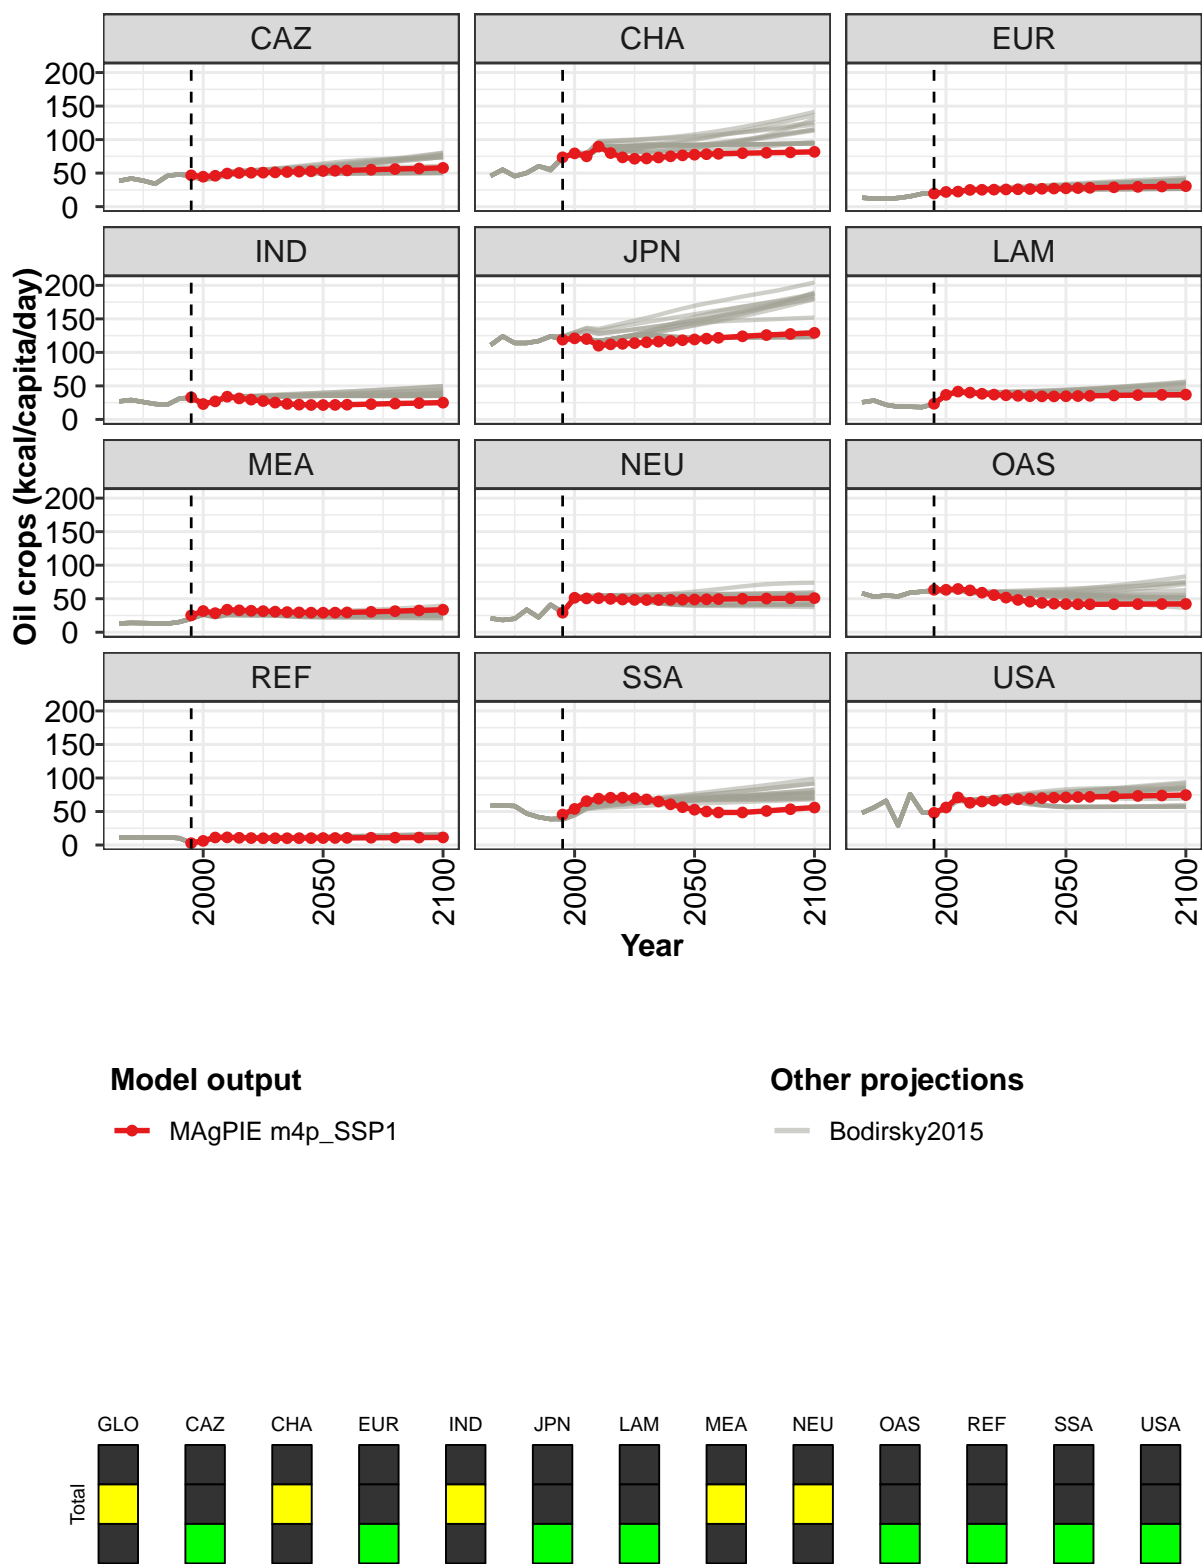 CAZ CHA EUR
200
150
100
50
0
IND JPN LAM
200
150
100
50
0
MEA NEU OAS
200
150
100
50
0
REF SSA USA
200
150
100
50
0
Oil crops (kcal/capita/day)
2000 2050 2100 2000 2050 2100 2000 2050 2100
Year
Model output Other projections
MAgPIE m4p_SSP1 Bodirsky2015
GLO CAZ CHA EUR IND JPN LAM MEA NEU OAS REF SSA USA
Total